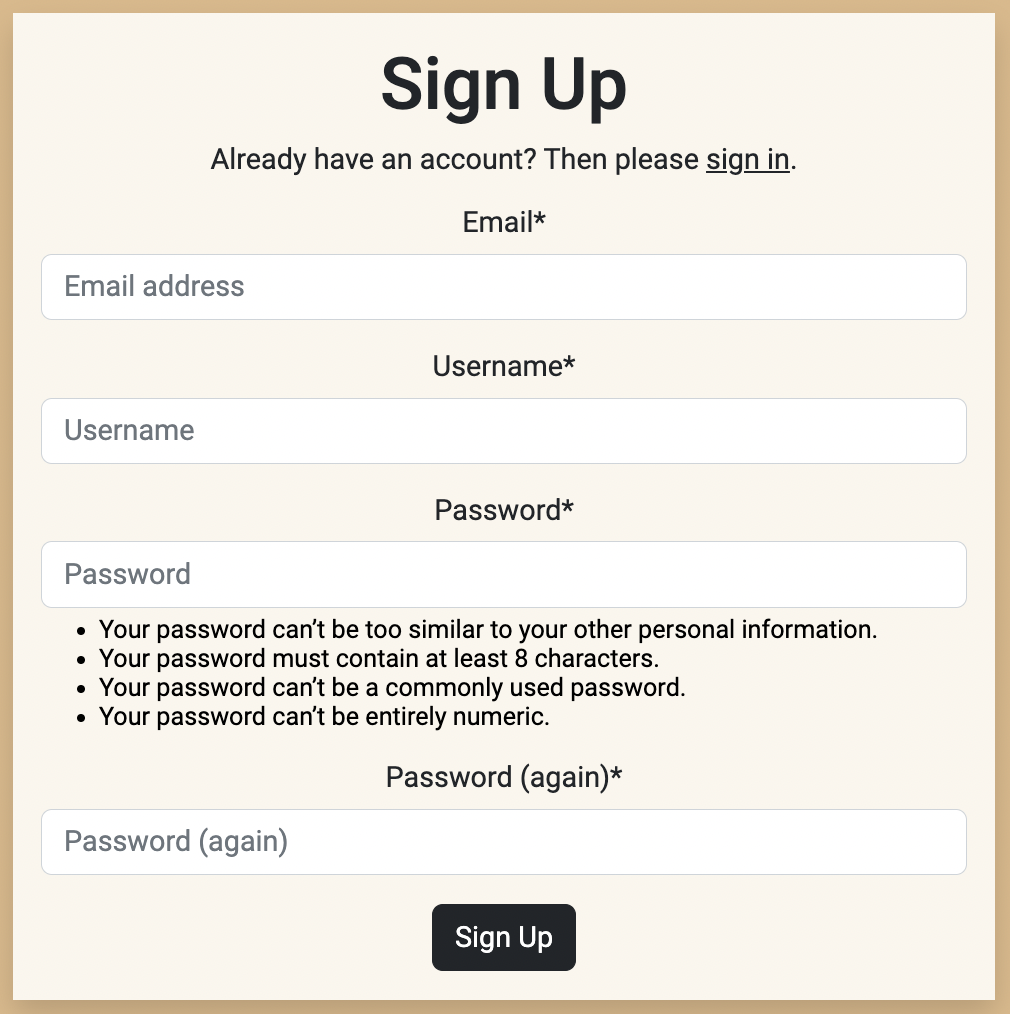 Sign Up
Already have an account? Then please sign in.
Email*
Email address
Username*
Username
Password*
Password
• Your password can’t be too similar to your other personal information.
• Your password must contain at least 8 characters.
• Your password can’t be a commonly used password.
• Your password can’t be entirely numeric.
Password (again)*
Password (again)
Sign Up